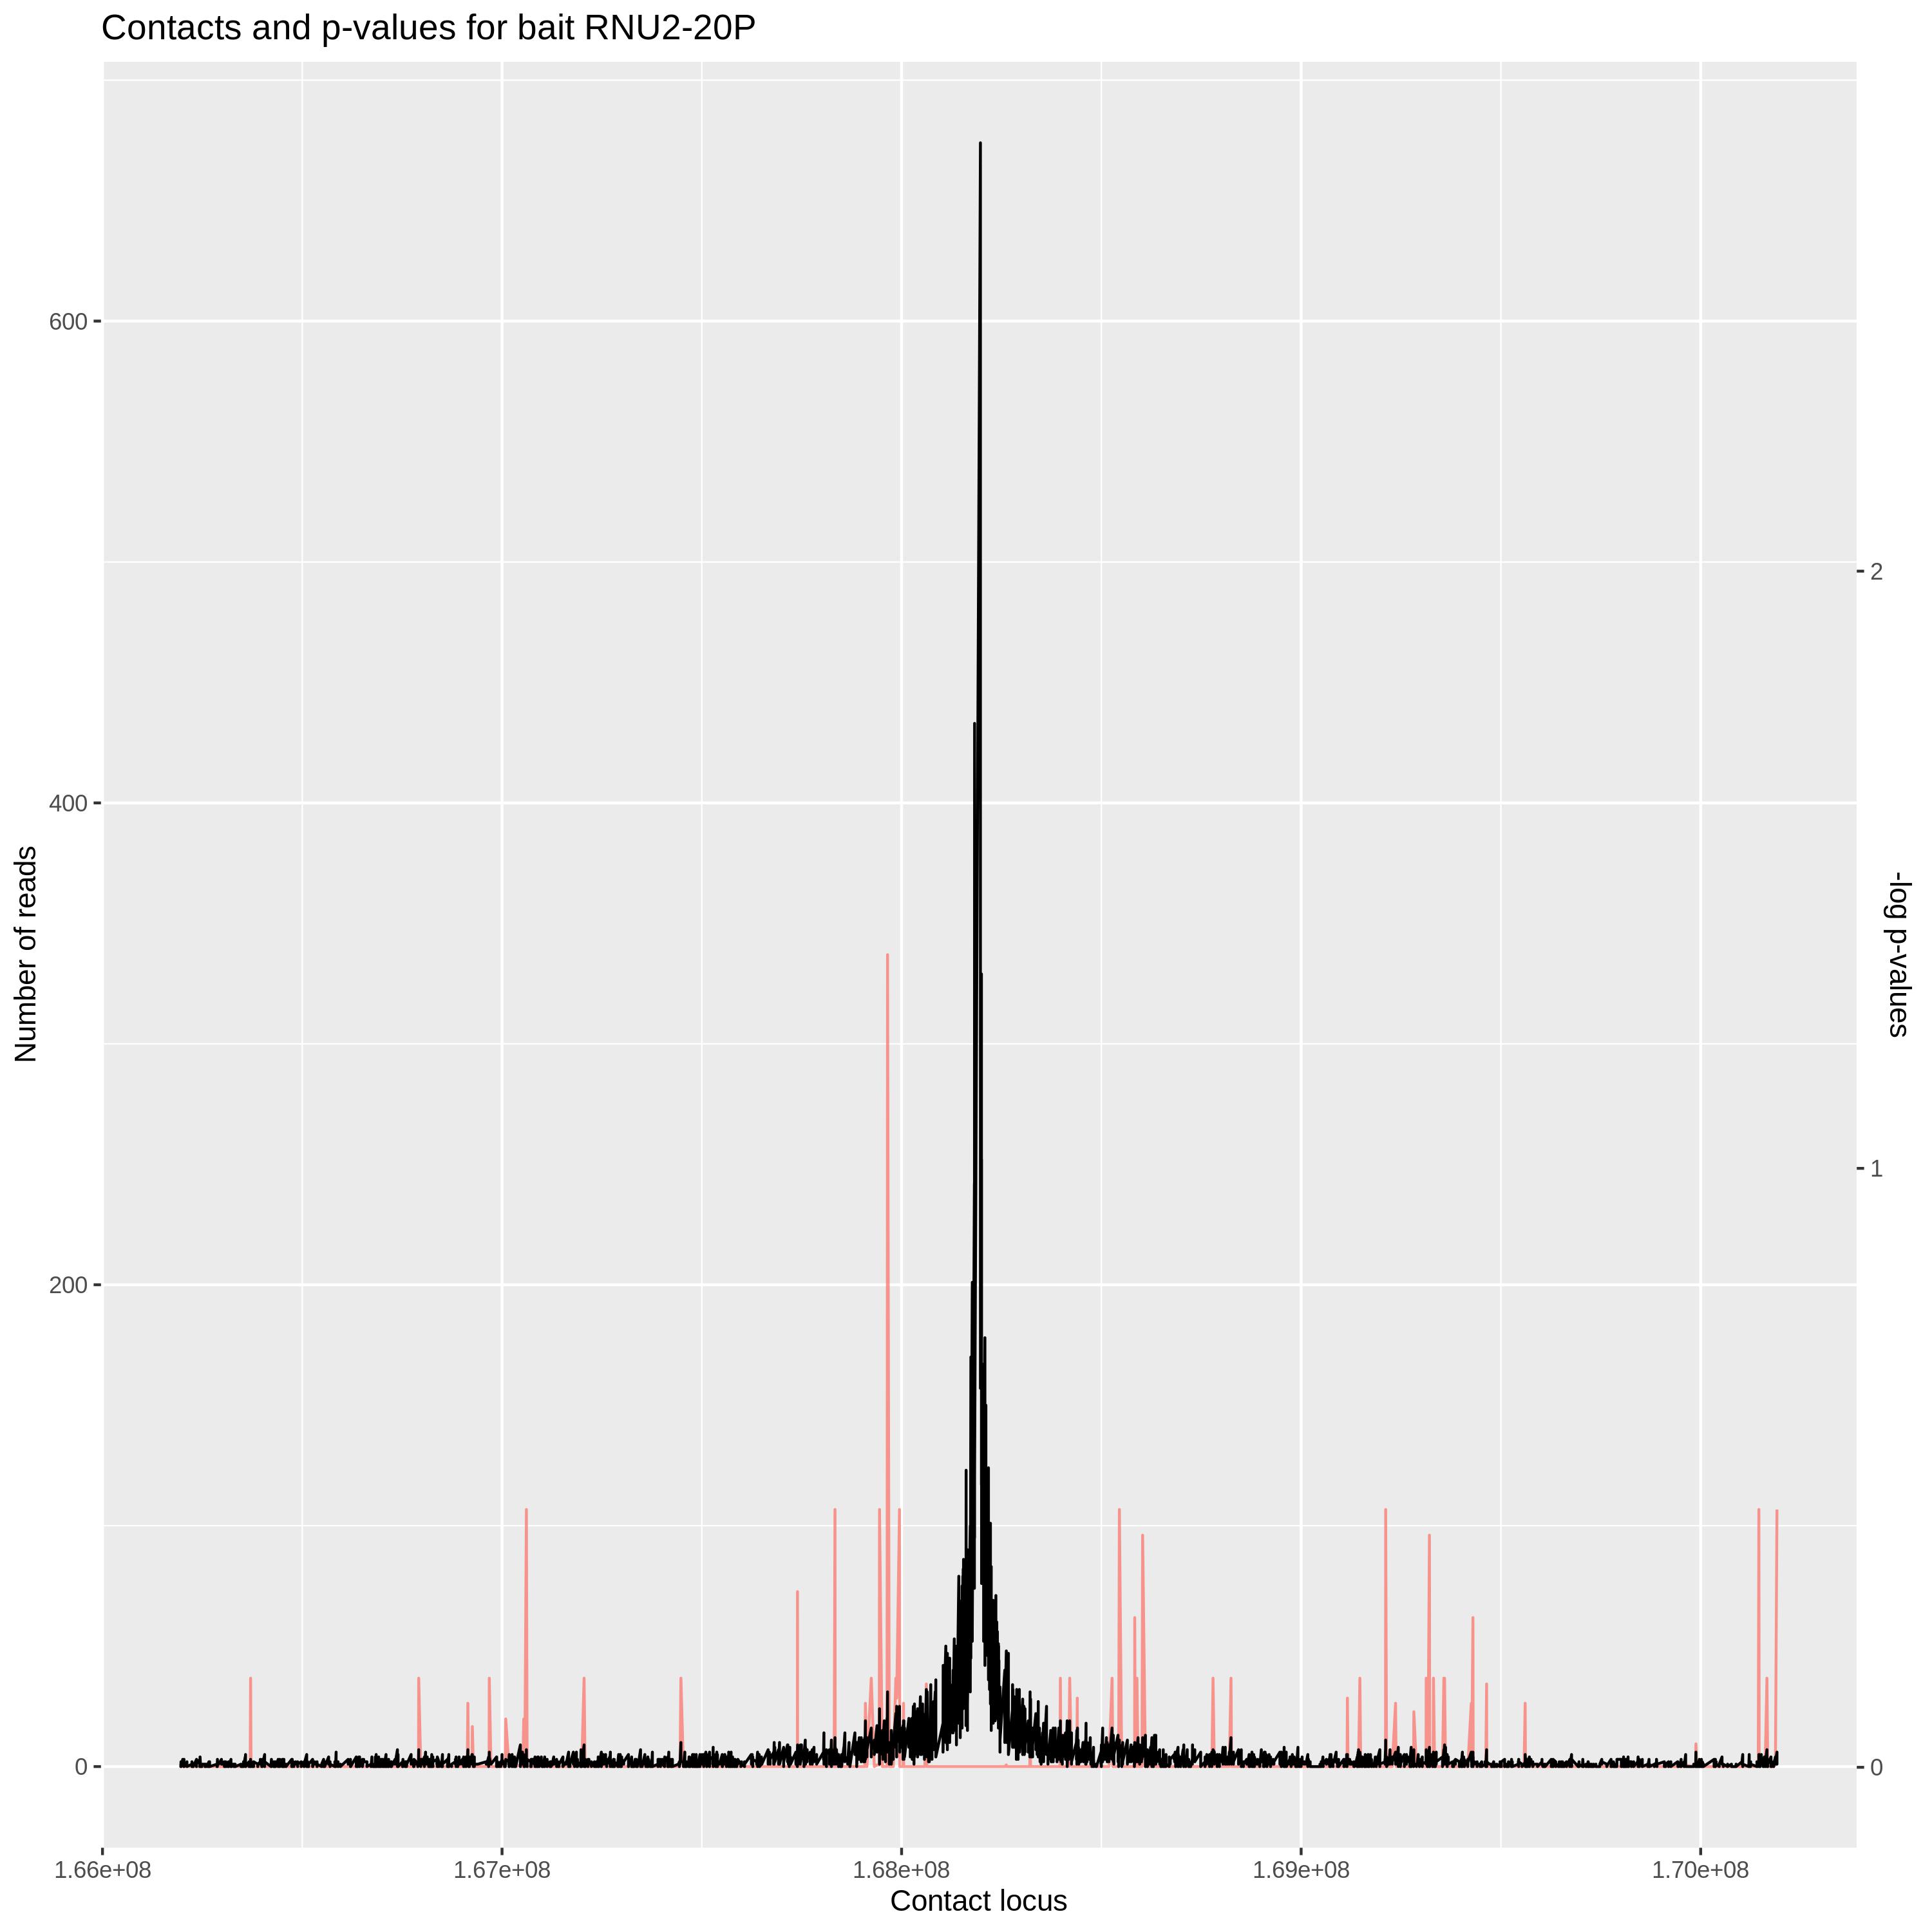 Contacts and p-values for bait RNU2-20P
Number of reads
600
400
200
0
-log p-values
2
1
0
1.66e+08
1.67e+08
1.68e+08
1.69e+08
1.70e+08
Contact locus